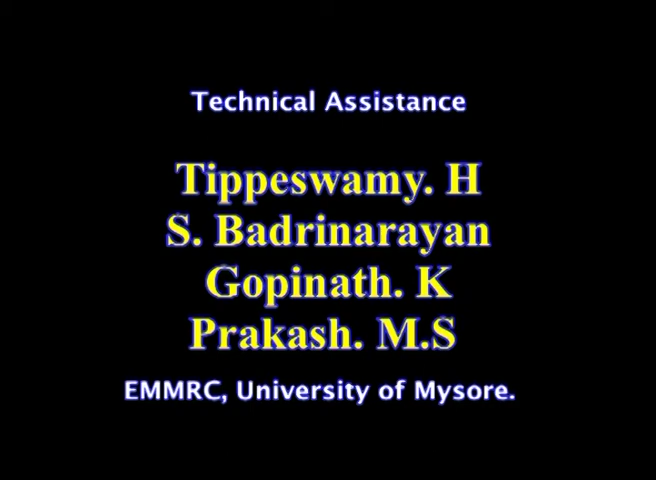 Technical Assistance
Tippeswamy. H
S. Badrinarayan
Gopinath. K
Prakash. M.S
EMMRC, University of Mysore.